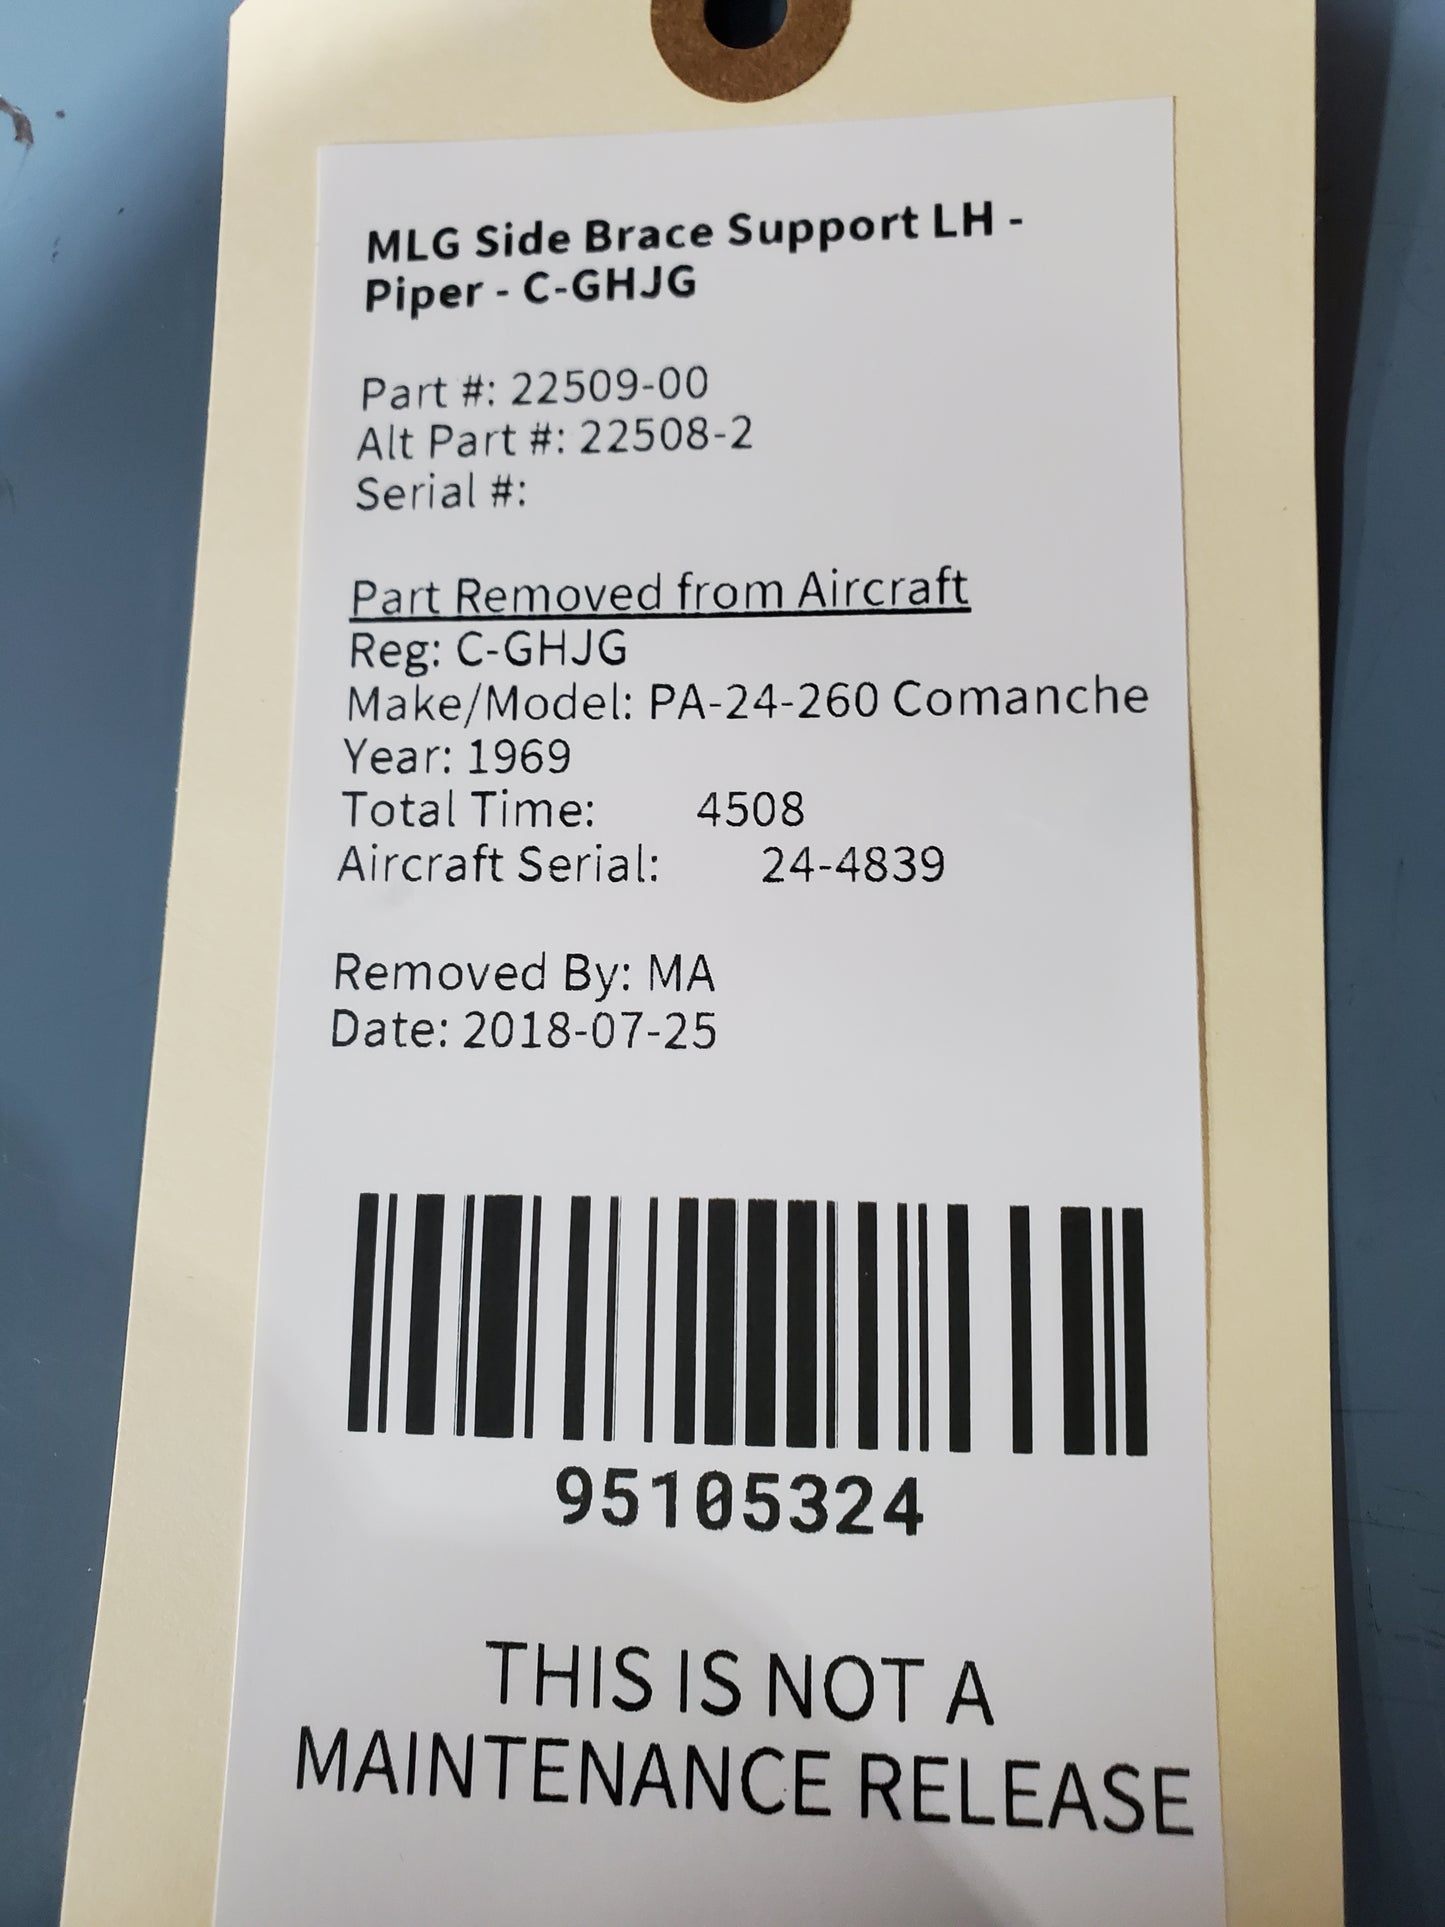 MLG Side Brace Support LH -
Piper - C-GHJG
Part #: 22509-00
Alt Part #: 22508-2
Serial #:
Part Removed from Aircraft
Reg: C-GHJG
Make/Model: PA-24-260 Comanche
Year: 1969
Total Time: 4508
Aircraft Serial: 24-4839
Removed By: MA
Date: 2018-07-25
95105324
THIS IS NOT A
MAINTENANCE RELEASE